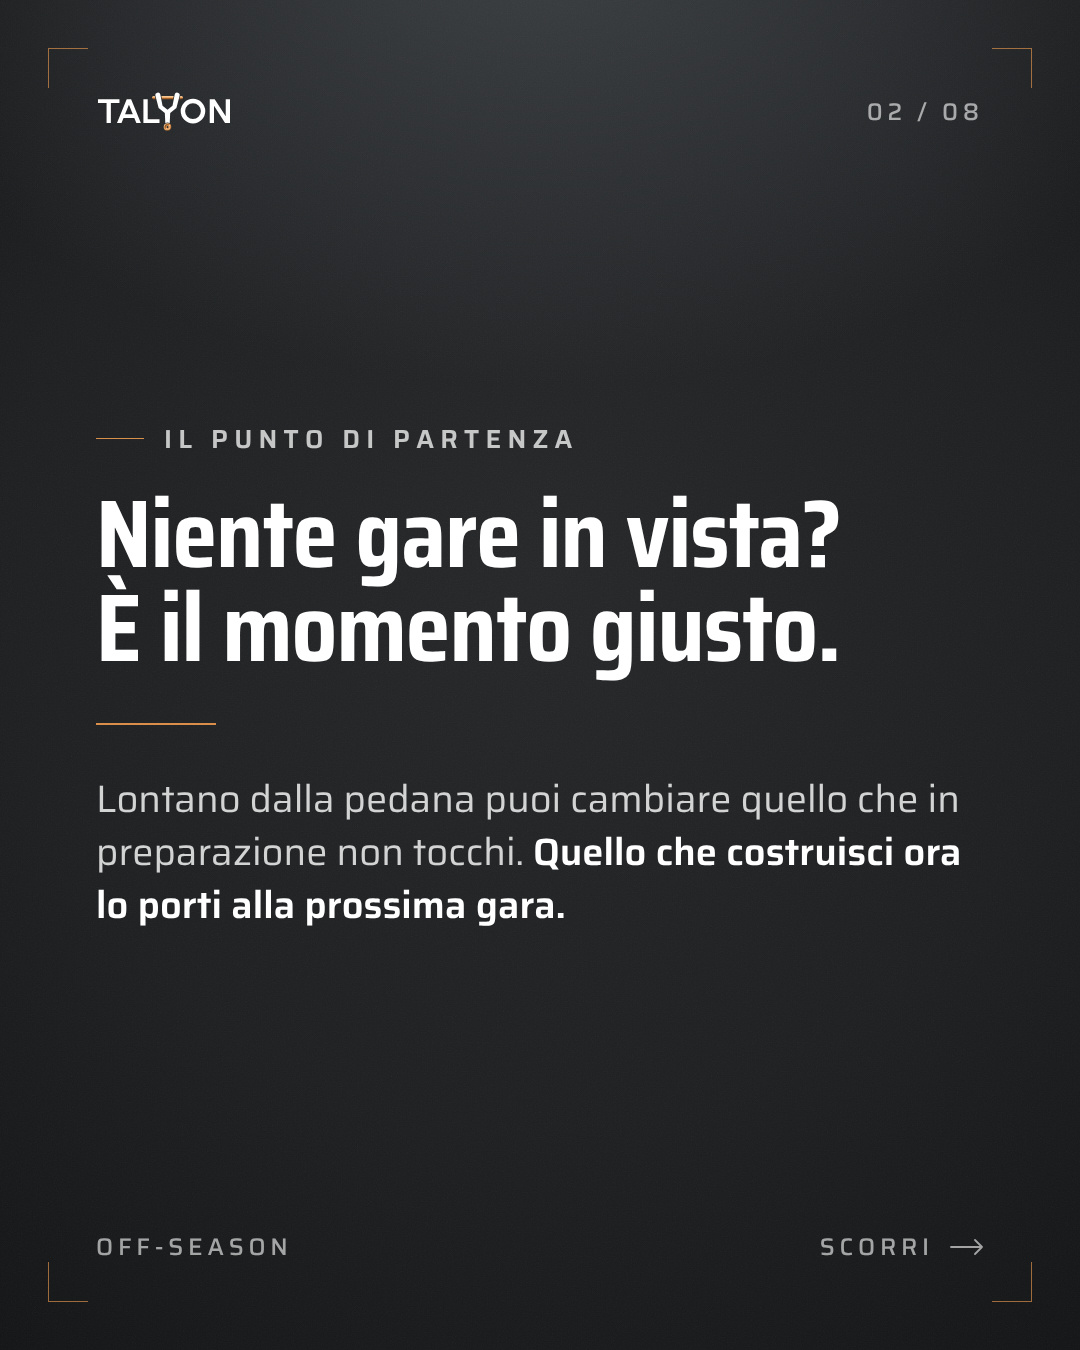 TALYON
02 / 08
IL PUNTO DI PARTENZA
Niente gare in vista?
È il momento giusto.
Lontano dalla pedana puoi cambiare quello che in
preparazione non tocchi. Quello che costruisci ora
lo porti alla prossima gara.
OFF-SEASON
SCORRI →